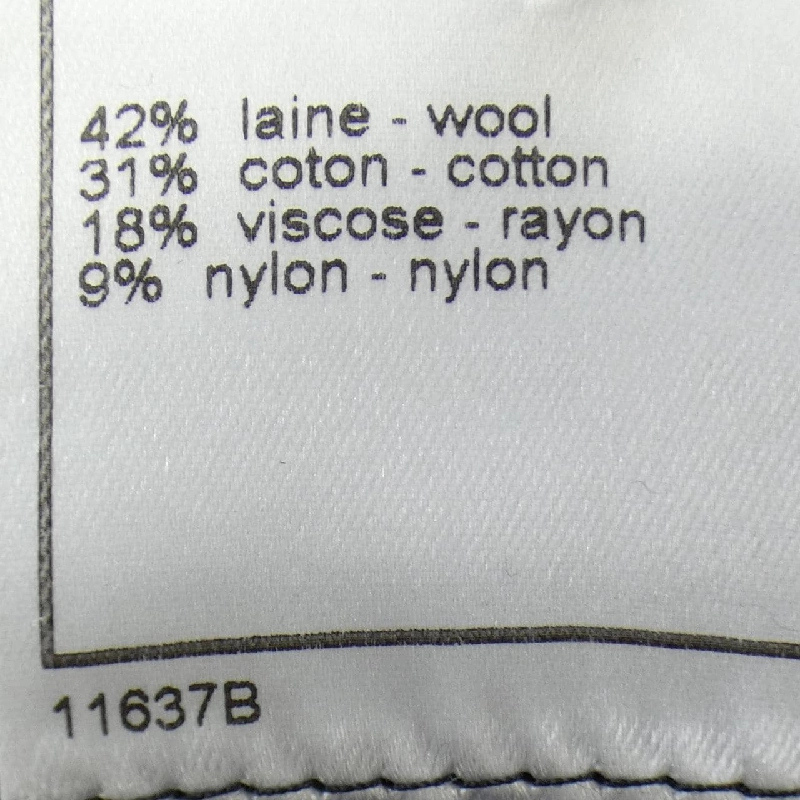 42% laine - wool
31% coton - cotton
18% viscose - rayon
9% nylon - nylon
11637B